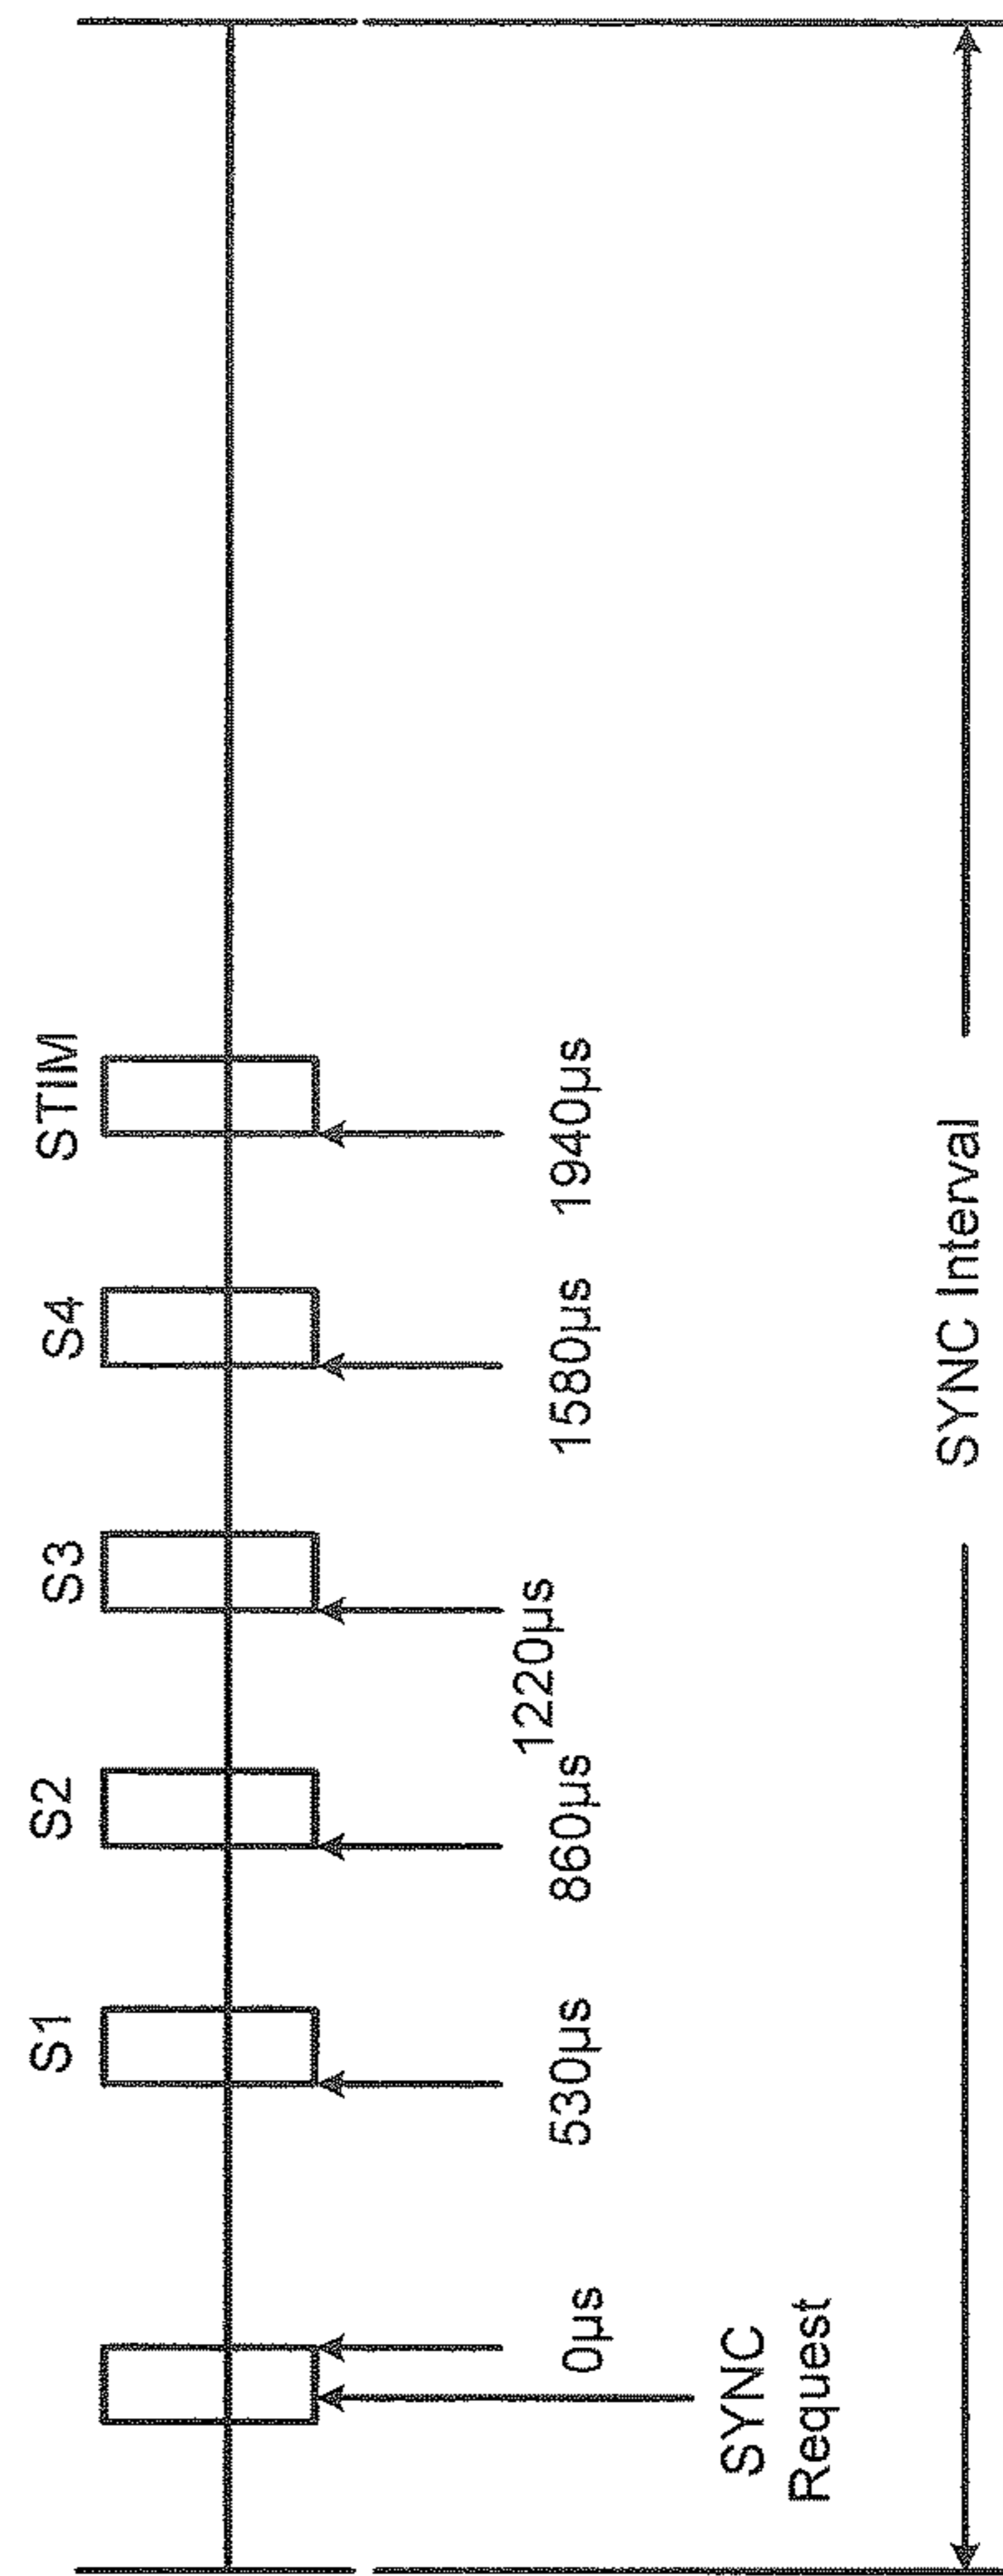 S1
S2
S3
S4
STIM
0µs
530µs
860µs
1220µs
1580µs
1940µs
SYNC
Request
SYNC Interval